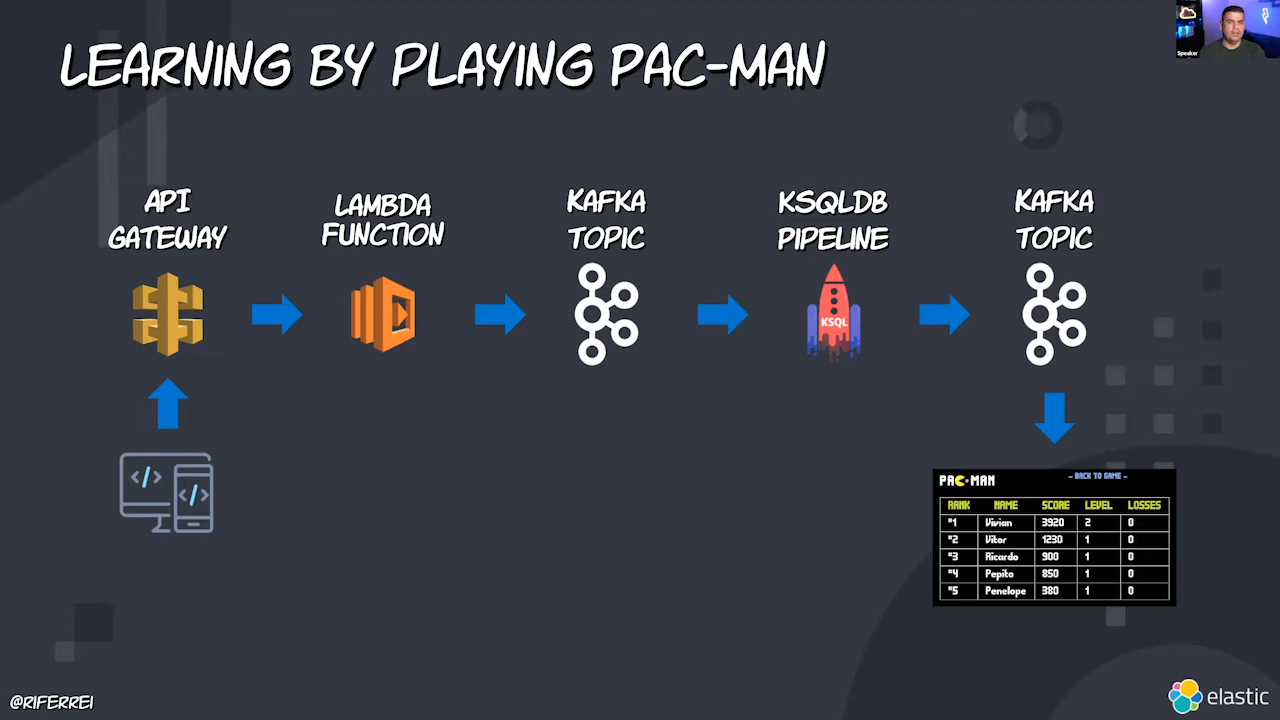 LEARNING BY PLAYING PAC-MAN
Speaker
API
GATEWAY
LAMBDA
FUNCTION
KAFKA
TOPIC
KSQLDB
PIPELINE
KAFKA
TOPIC
KSQL
</> </>
PAC-MAN
- BACK TO GAME -
RANK NAME SCORE LEVEL LOSSES
#1 Vivian 3920 2 0
#2 Vitor 1230 1 0
#3 Ricardo 900 1 0
#4 Pepito 850 1 0
#5 Penelope 380 1 0
@RIFERREI
elastic